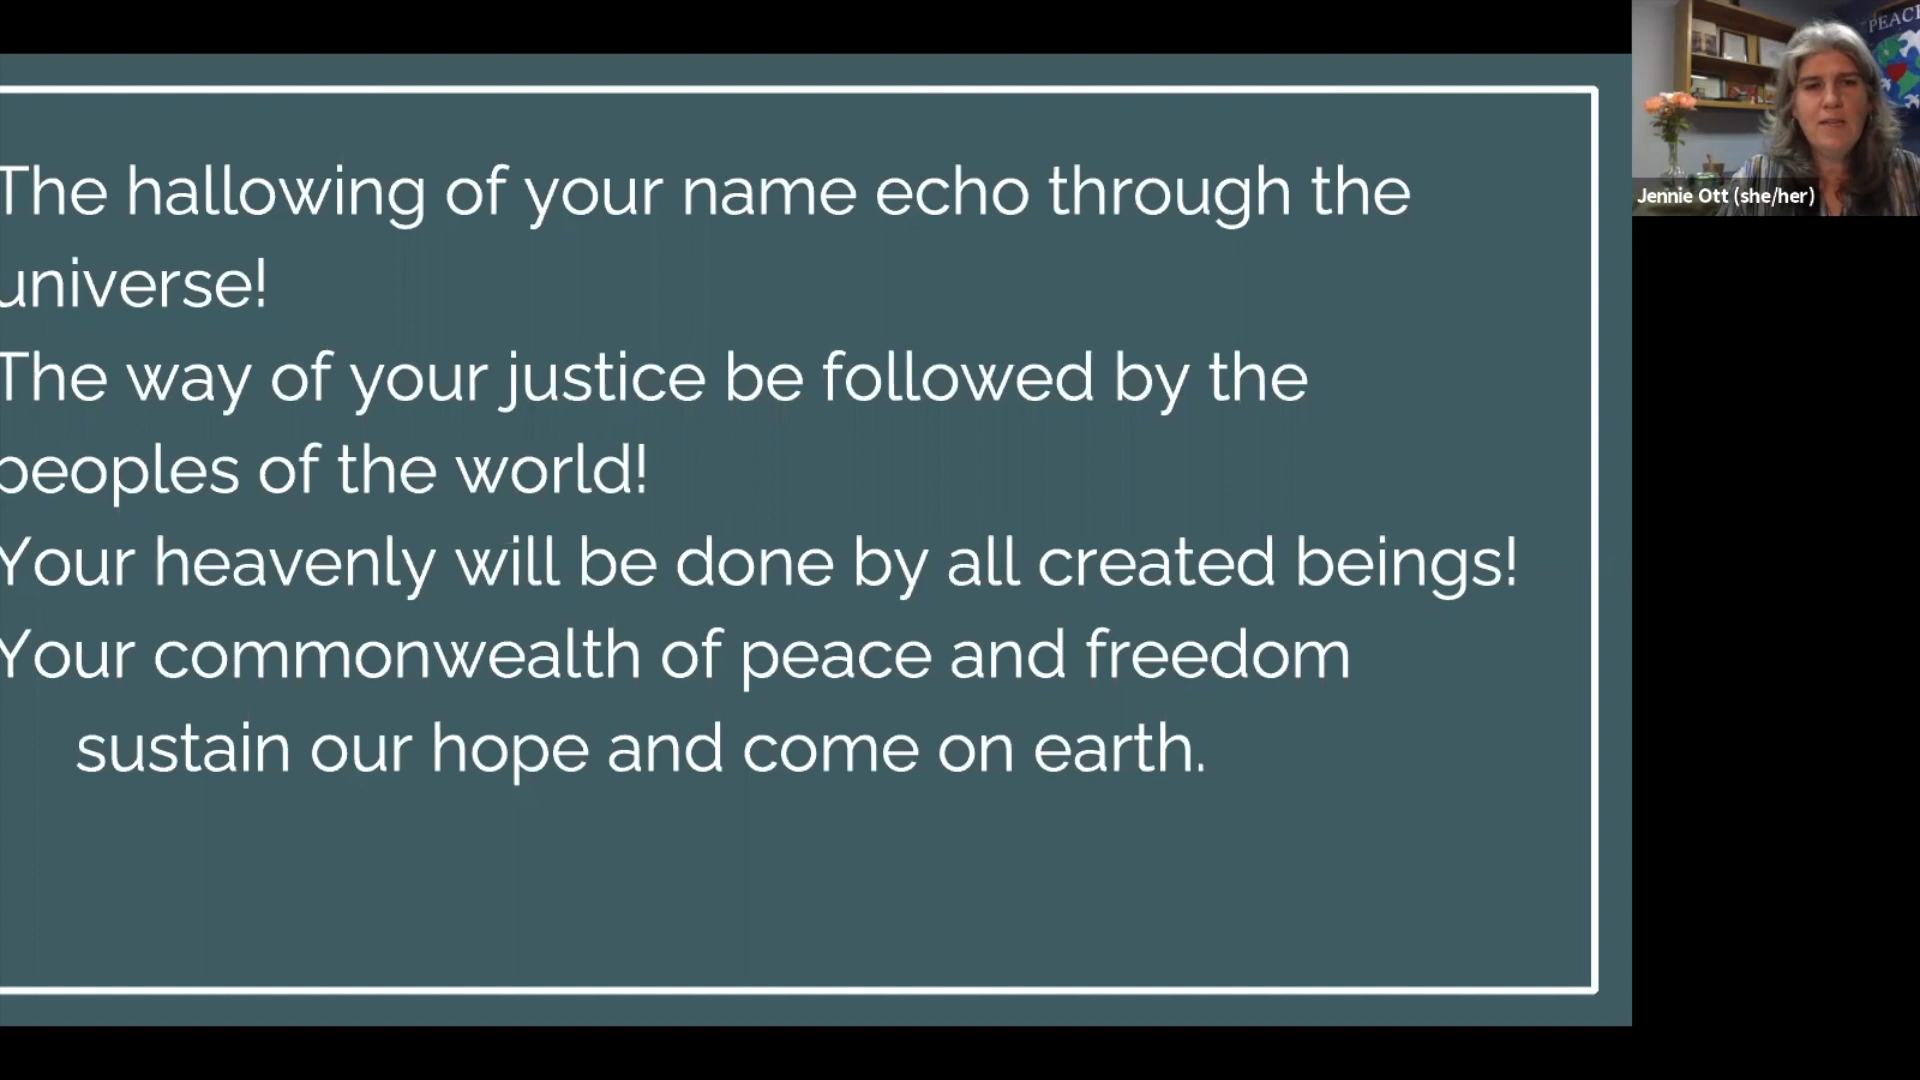 The hallowing of your name echo through the
universe!
The way of your justice be followed by the
peoples of the world!
Your heavenly will be done by all created beings!
Your commonwealth of peace and freedom
sustain our hope and come on earth.
PEACE
Jennie Ott (she/her)